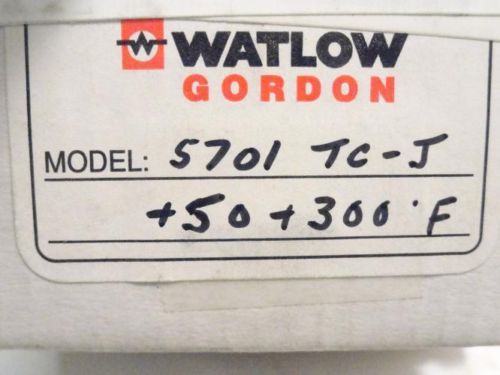 WATLOW
GORDON
MODEL: 5701 TC-J
+50 +300°F